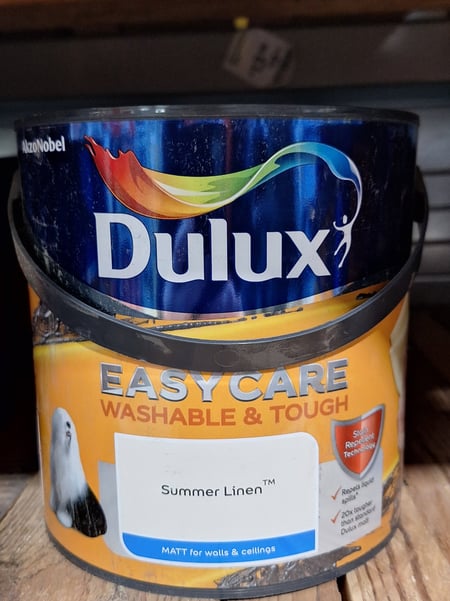 AkzoNobel
Dulux
EASYCARE
WASHABLE & TOUGH
Stain
Repellent
Technology
Summer Linen™
Repels liquid
spills*
20x tougher
than standard
Dulux matt
MATT for walls & ceilings